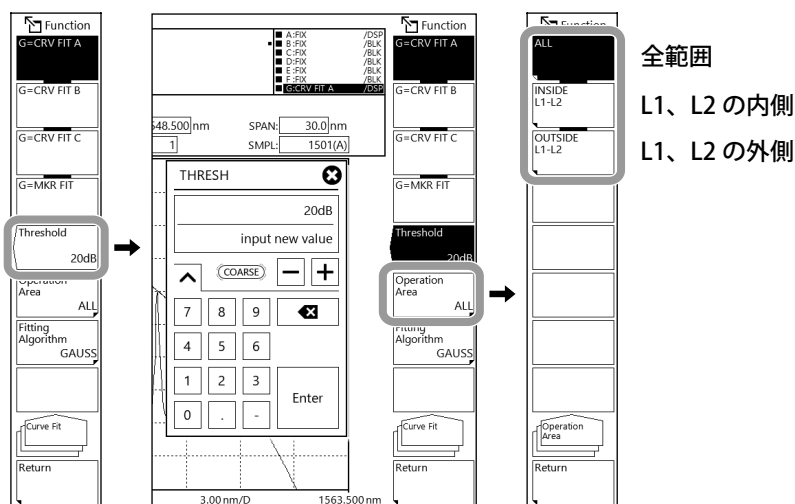 Function
G=CRV FIT A
G=CRV FIT B
G=CRV FIT C
G=MKR FIT
Threshold
20dB
Operation
Area
ALL
Fitting
Algorithm
GAUSS
Curve Fit
Return
A:FIX /DSP
B:FIX /BLK
C:FIX /BLK
D:FIX /BLK
E:FIX /BLK
F:FIX /BLK
G:CRV FIT A /DSP
548.500 nm SPAN: 30.0 nm
1 SMPL: 1501(A)
THRESH
20dB
input new value
COARSE
7 8 9
4 5 6
1 2 3
0 . -
Enter
3.00 nm/D 1563.500 nm
Function
G=CRV FIT A
G=CRV FIT B
G=CRV FIT C
G=MKR FIT
Threshold
20dB
Operation
Area
ALL
Fitting
Algorithm
GAUSS
Curve Fit
Return
Function
ALL
INSIDE
L1-L2
OUTSIDE
L1-L2
Operation
Area
Return
全範囲
L1、L2 の内側
L1、L2 の外側